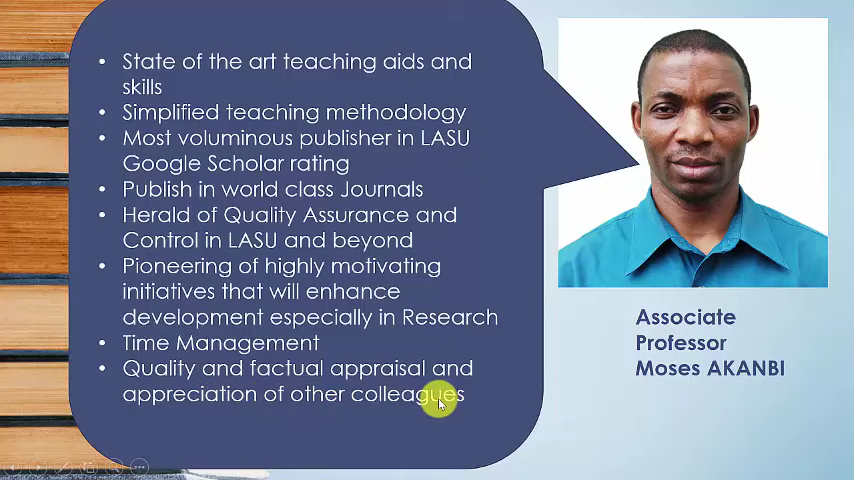 • State of the art teaching aids and
skills
• Simplified teaching methodology
• Most voluminous publisher in LASU
Google Scholar rating
• Publish in world class Journals
• Herald of Quality Assurance and
Control in LASU and beyond
• Pioneering of highly motivating
initiatives that will enhance
development especially in Research
• Time Management
• Quality and factual appraisal and
appreciation of other colleagues
Associate
Professor
Moses AKANBI